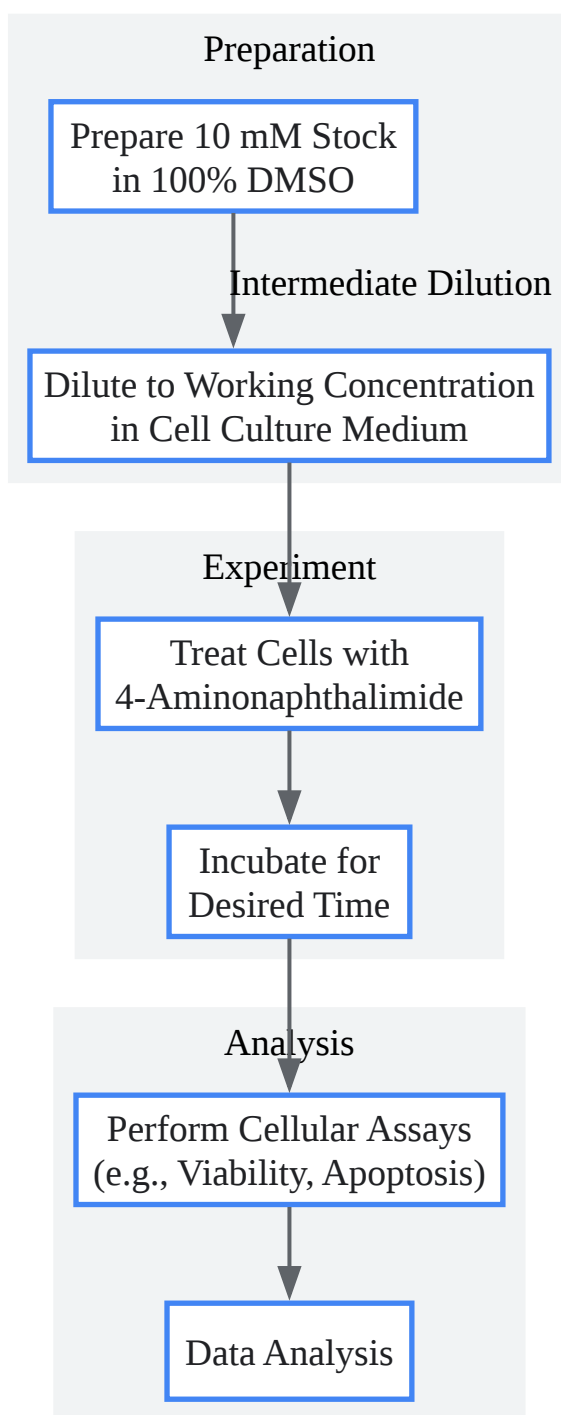 Preparation
Prepare 10 mM Stock
in 100% DMSO
Intermediate Dilution
Dilute to Working Concentration
in Cell Culture Medium
Experiment
Treat Cells with
4-Aminonaphthalimide
Incubate for
Desired Time
Analysis
Perform Cellular Assays
(e.g., Viability, Apoptosis)
Data Analysis